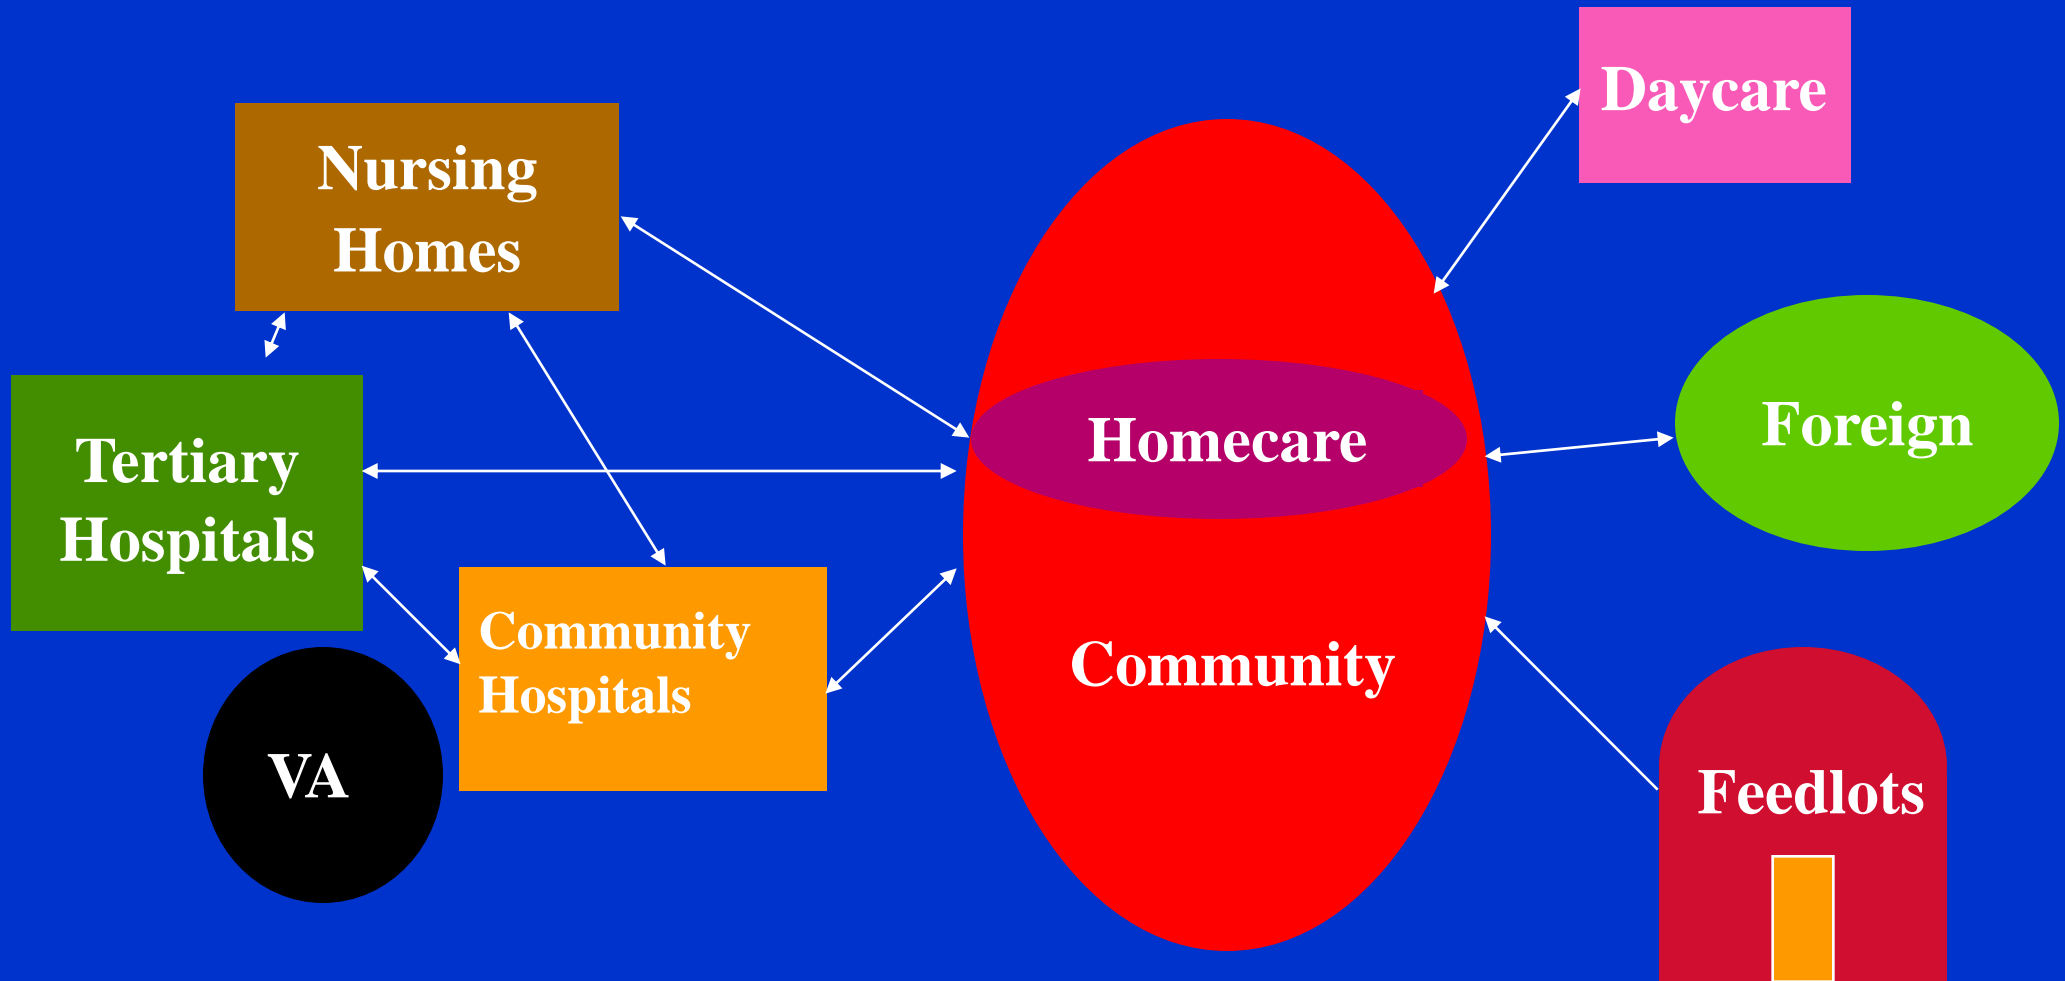 Daycare
Nursing
Homes
Homecare
Foreign
Tertiary
Hospitals
Community
Hospitals
Community
VA
Feedlots